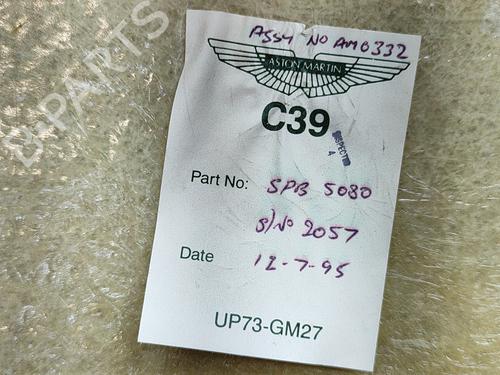 ASSY NO AM0332
ASTON MARTIN
C39
Part No: SPB 5080
S/No 2057
Date 12-7-95
UP73-GM27
B-PARTS